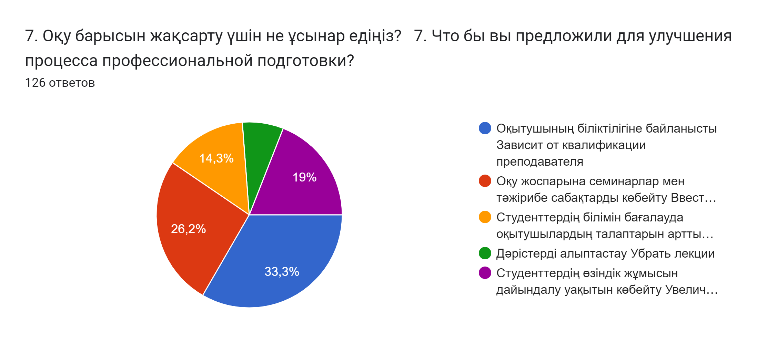 7. Оқу барысын жақсарту үшін не ұсынар едіңіз? 7. Что бы вы предложили для улучшения
процесса профессиональной подготовки?
126 ответов
14,3%
19%
26,2%
33,3%
Оқытушының біліктілігіне байланысты
Зависит от квалификации
преподавателя
Оқу жоспарына семинарлар мен
тәжірибе сабақтарды көбейту Ввест…
Студенттердің білімін бағалауда
оқытушылардың талаптарын артты…
Дәрістерді алыптастау Убрать лекции
Студенттердің өзіндік жұмысын
дайындалу уақытын көбейту Увелич…